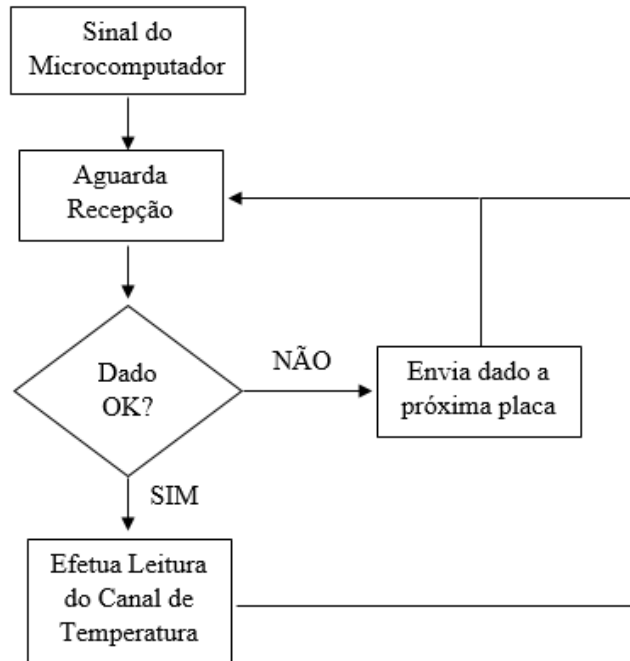 Sinal do
Microcomputador
Aguarda
Recepção
Dado
OK?
NÃO
Envia dado a
próxima placa
SIM
Efetua Leitura
do Canal de
Temperatura